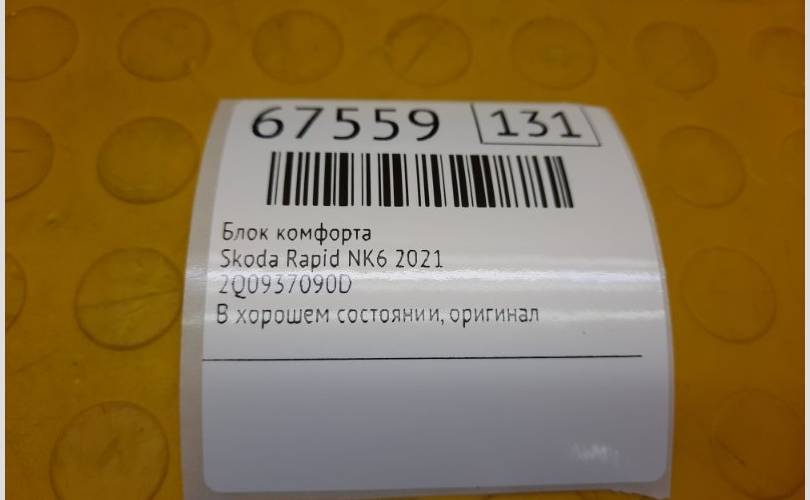 67559 131
Блок комфорта
Skoda Rapid NK6 2021
2Q0937090D
В хорошем состоянии, оригинал